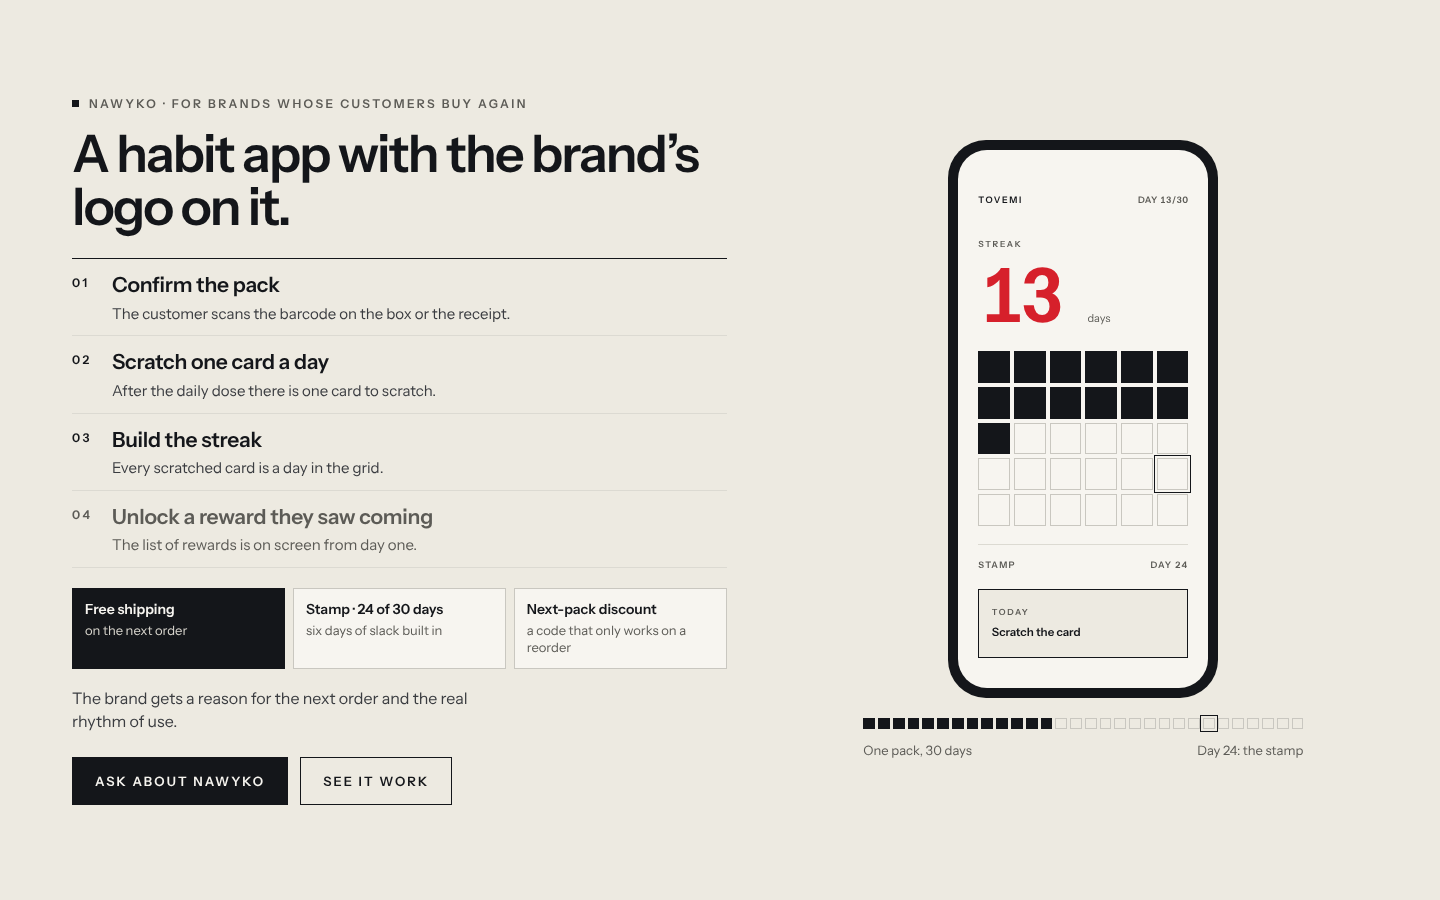 NAWYKO · FOR BRANDS WHOSE CUSTOMERS BUY AGAIN
A habit app with the brand’s
logo on it.
01 Confirm the pack
The customer scans the barcode on the box or the receipt.
02 Scratch one card a day
After the daily dose there is one card to scratch.
03 Build the streak
Every scratched card is a day in the grid.
04 Unlock a reward they saw coming
The list of rewards is on screen from day one.
Free shipping
on the next order
Stamp · 24 of 30 days
six days of slack built in
Next-pack discount
a code that only works on a
reorder
The brand gets a reason for the next order and the real
rhythm of use.
ASK ABOUT NAWYKO
SEE IT WORK
TOVEMI DAY 13/30
STREAK
13 days
STAMP DAY 24
TODAY
Scratch the card
One pack, 30 days Day 24: the stamp